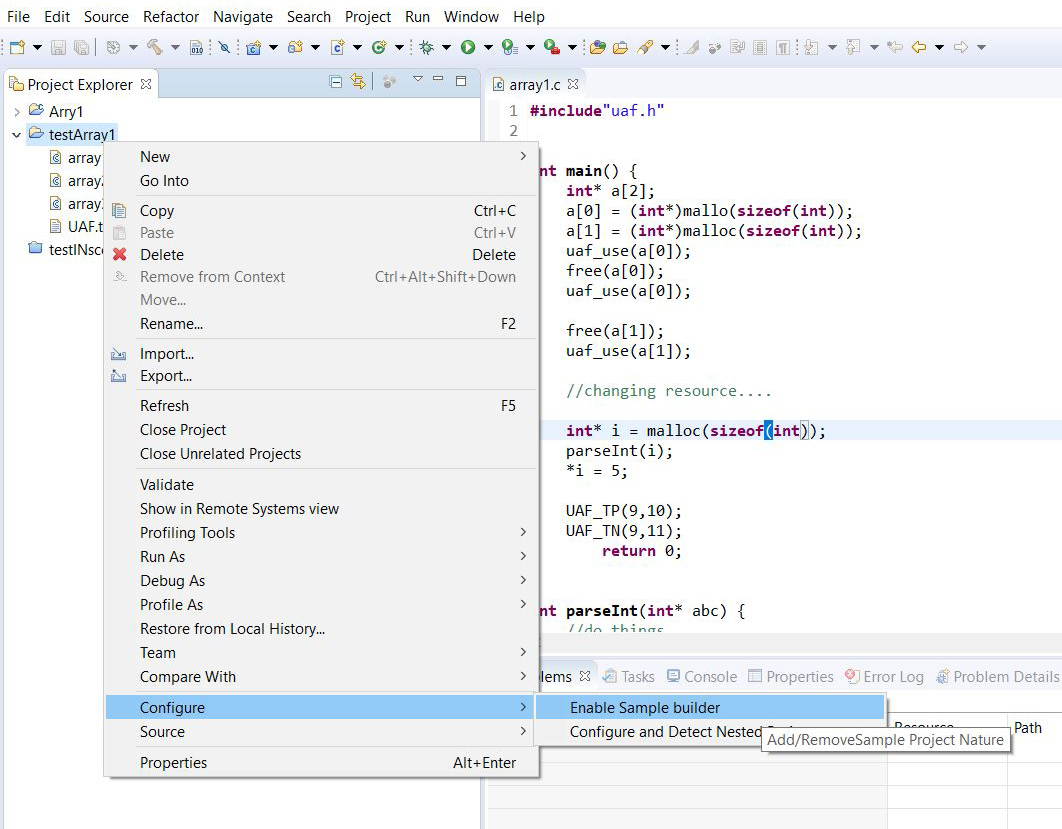 File Edit Source Refactor Navigate Search Project Run Window Help
Project Explorer
Arry1
testArray1
array
array
array
UAF.t
testINsc
New
Go Into
Copy Ctrl+C
Paste Ctrl+V
Delete Delete
Remove from Context Ctrl+Alt+Shift+Down
Move...
Rename... F2
Import...
Export...
Refresh F5
Close Project
Close Unrelated Projects
Validate
Show in Remote Systems view
Profiling Tools
Run As
Debug As
Profile As
Restore from Local History...
Team
Compare With
Configure
Source
Properties Alt+Enter
Enable Sample builder
Configure and Detect Nested
Add/RemoveSample Project Nature
array1.c
1 #include"uaf.h"
2
nt main() {
int* a[2];
a[0] = (int*)mallo(sizeof(int));
a[1] = (int*)malloc(sizeof(int));
uaf_use(a[0]);
free(a[0]);
uaf_use(a[0]);
free(a[1]);
uaf_use(a[1]);
//changing resource....
int* i = malloc(sizeof(int));
parseInt(i);
*i = 5;
UAF_TP(9,10);
UAF_TN(9,11);
return 0;
nt parseInt(int* abc) {
//do things
lems Tasks Console Properties Error Log Problem Details
Resource Path